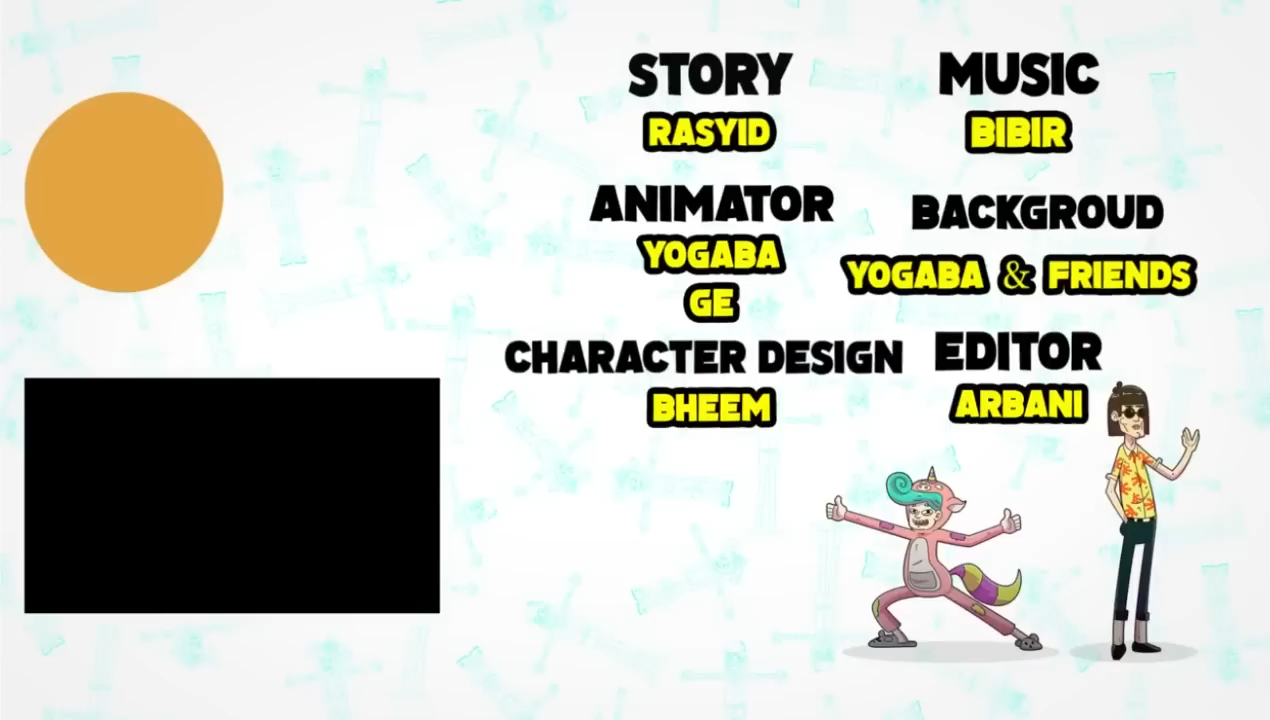 STORY
RASYID
ANIMATOR
YOGABA
GE
CHARACTER DESIGN
BHEEM
MUSIC
BIBIR
BACKGROUD
YOGABA & FRIENDS
EDITOR
ARBANI